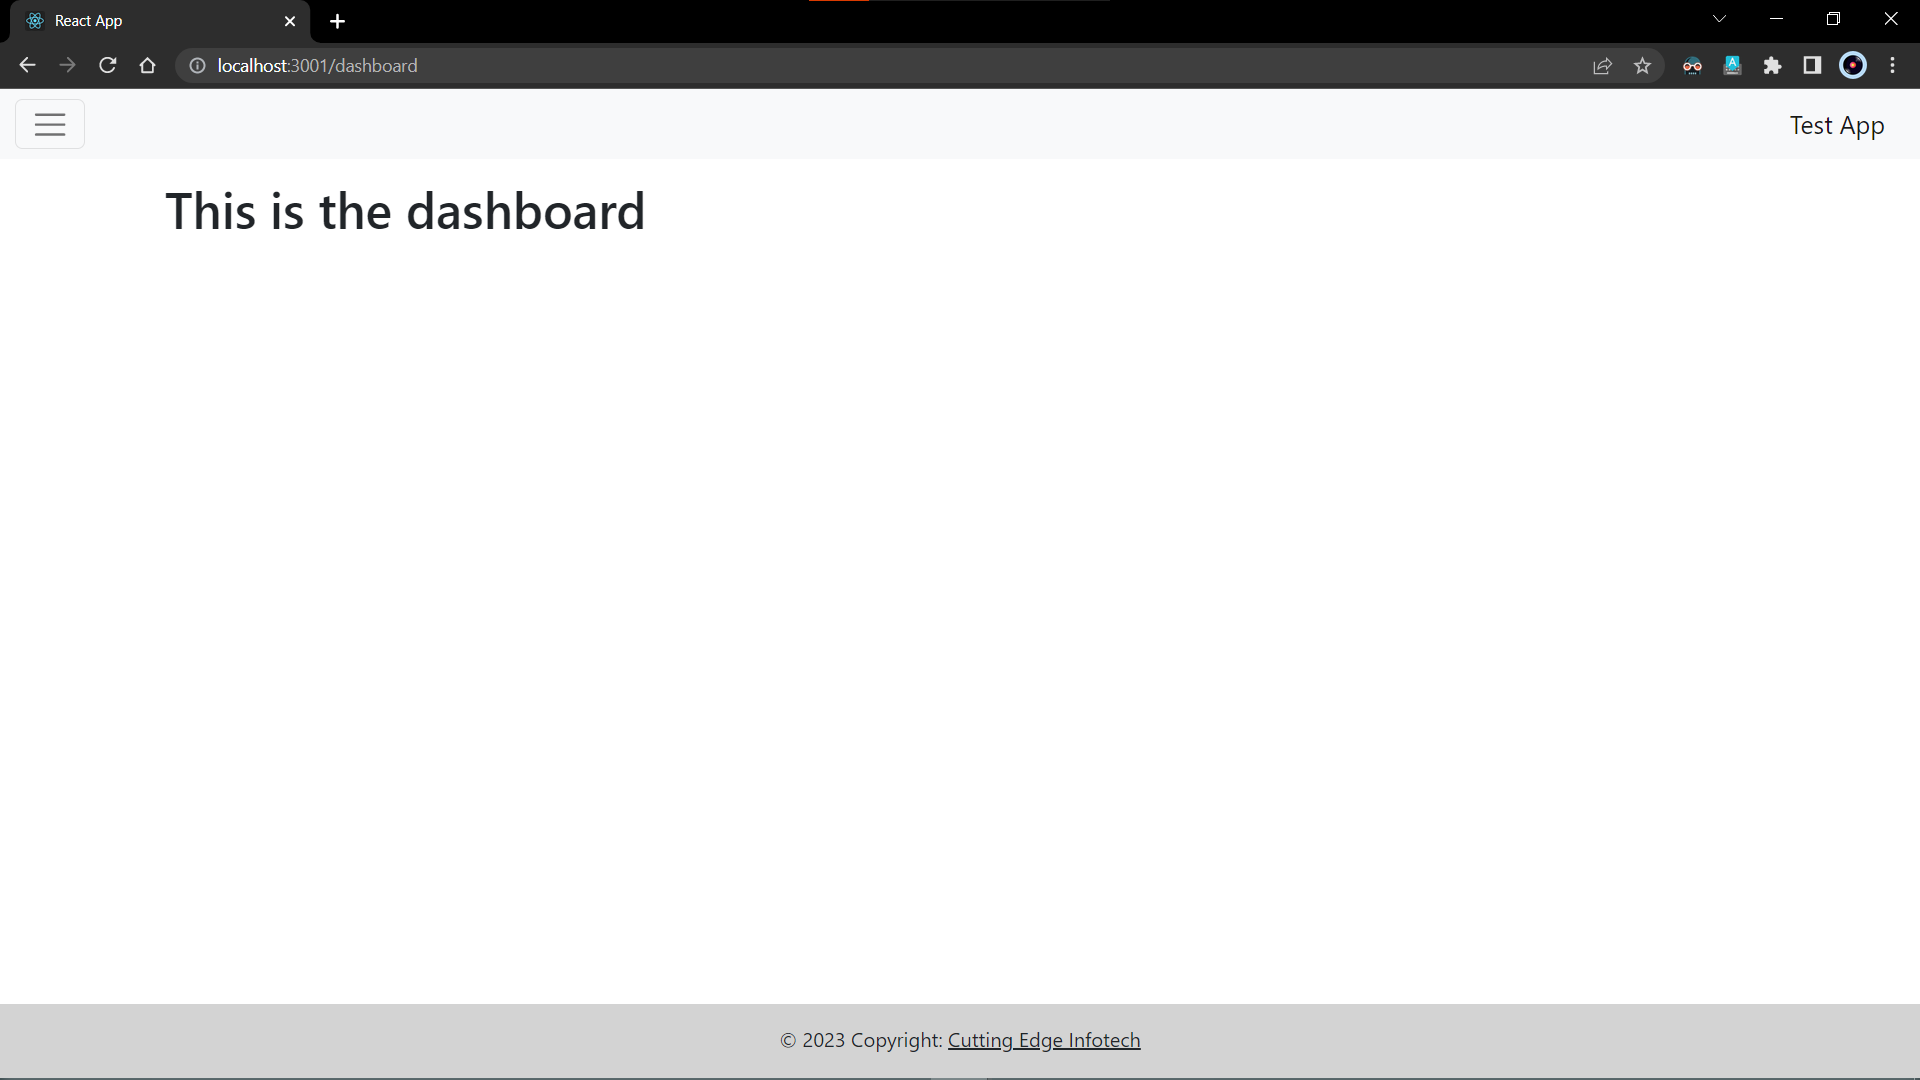 React App
localhost:3001/dashboard
Test App
This is the dashboard
© 2023 Copyright: Cutting Edge Infotech